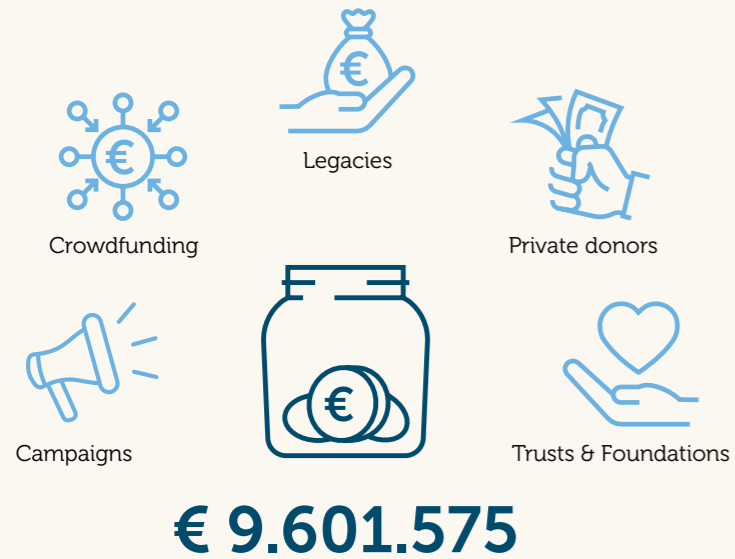 Legacies
Crowdfunding
Private donors
Campaigns
Trusts & Foundations
€ 9.601.575